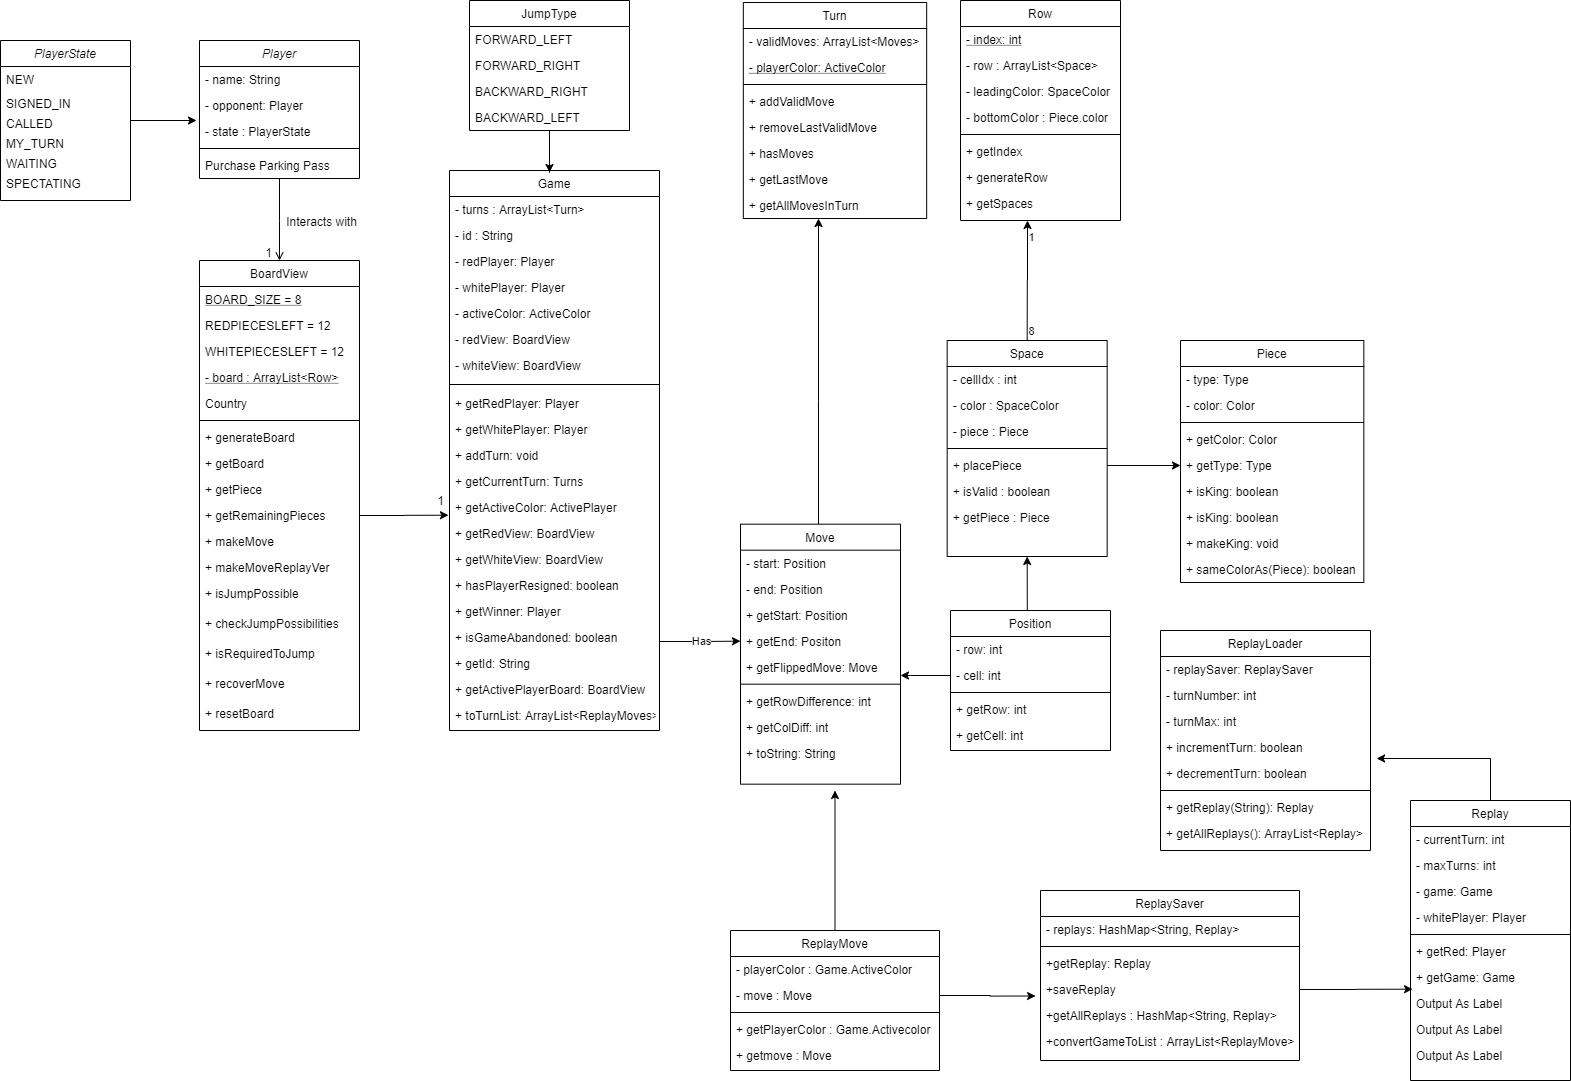 PlayerState
NEW
SIGNED_IN
CALLED
MY_TURN
WAITING
SPECTATING
Player
- name: String
- opponent: Player
- state : PlayerState
Purchase Parking Pass
Interacts with
1
BoardView
BOARD_SIZE = 8
REDPIECESLEFT = 12
WHITEPIECESLEFT = 12
- board : ArrayList<Row>
Country
+ generateBoard
+ getBoard
+ getPiece
+ getRemainingPieces
+ makeMove
+ makeMoveReplayVer
+ isJumpPossible
+ checkJumpPossibilities
+ isRequiredToJump
+ recoverMove
+ resetBoard
1
JumpType
FORWARD_LEFT
FORWARD_RIGHT
BACKWARD_RIGHT
BACKWARD_LEFT
Game
- turns : ArrayList<Turn>
- id : String
- redPlayer: Player
- whitePlayer: Player
- activeColor: ActiveColor
- redView: BoardView
- whiteView: BoardView
+ getRedPlayer: Player
+ getWhitePlayer: Player
+ addTurn: void
+ getCurrentTurn: Turns
+ getActiveColor: ActivePlayer
+ getRedView: BoardView
+ getWhiteView: BoardView
+ hasPlayerResigned: boolean
+ getWinner: Player
+ isGameAbandoned: boolean
+ getId: String
+ getActivePlayerBoard: BoardView
+ toTurnList: ArrayList<ReplayMoves>
Has
Turn
- validMoves: ArrayList<Moves>
- playerColor: ActiveColor
+ addValidMove
+ removeLastValidMove
+ hasMoves
+ getLastMove
+ getAllMovesInTurn
Row
- index: int
- row : ArrayList<Space>
- leadingColor: SpaceColor
- bottomColor : Piece.color
+ getIndex
+ generateRow
+ getSpaces
1
8
Space
- cellIdx : int
- color : SpaceColor
- piece : Piece
+ placePiece
+ isValid : boolean
+ getPiece : Piece
Piece
- type: Type
- color: Color
+ getColor: Color
+ getType: Type
+ isKing: boolean
+ isKing: boolean
+ makeKing: void
+ sameColorAs(Piece): boolean
Move
- start: Position
- end: Position
+ getStart: Position
+ getEnd: Positon
+ getFlippedMove: Move
+ getRowDifference: int
+ getColDiff: int
+ toString: String
Position
- row: int
- cell: int
+ getRow: int
+ getCell: int
ReplayLoader
- replaySaver: ReplaySaver
- turnNumber: int
- turnMax: int
+ incrementTurn: boolean
+ decrementTurn: boolean
+ getReplay(String): Replay
+ getAllReplays(): ArrayList<Replay>
Replay
- currentTurn: int
- maxTurns: int
- game: Game
- whitePlayer: Player
+ getRed: Player
+ getGame: Game
Output As Label
Output As Label
Output As Label
ReplayMove
- playerColor : Game.ActiveColor
- move : Move
+ getPlayerColor : Game.Activecolor
+ getmove : Move
ReplaySaver
- replays: HashMap<String, Replay>
+getReplay: Replay
+saveReplay
+getAllReplays : HashMap<String, Replay>
+convertGameToList : ArrayList<ReplayMove>